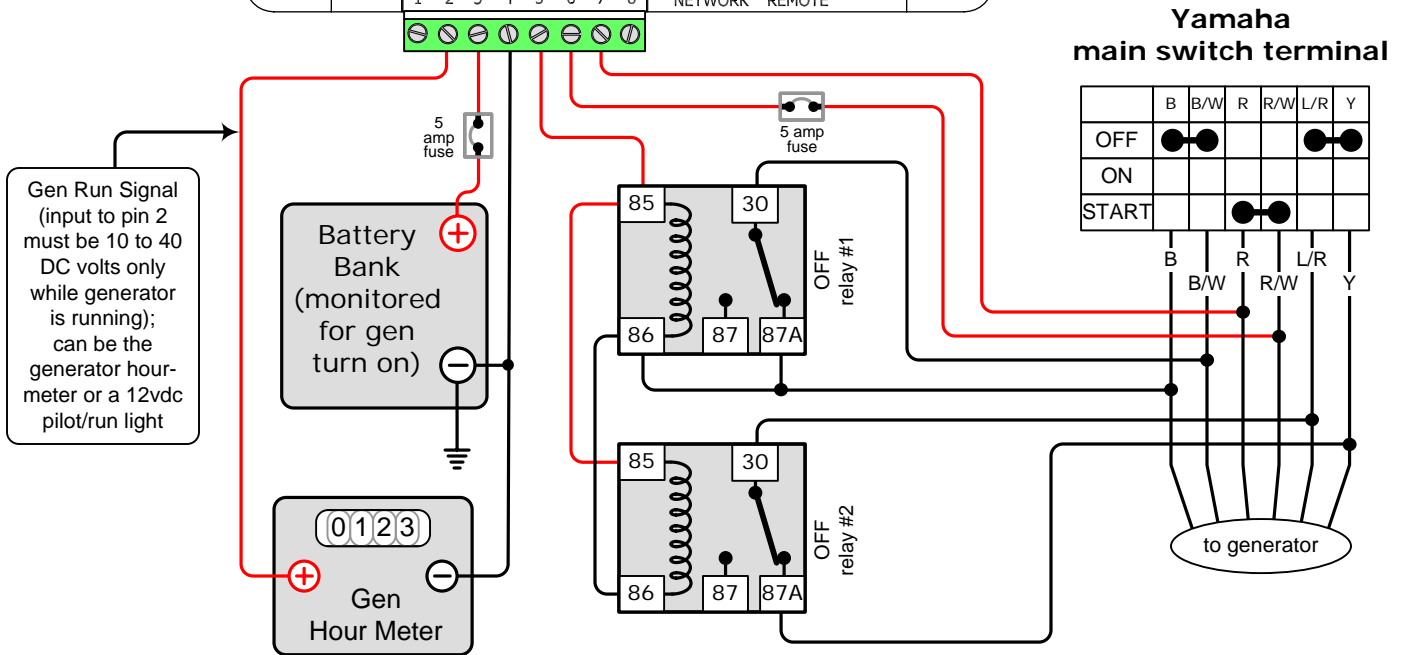 1 2 3 4 5 6 7 8
NETWORK REMOTE
Yamaha
main switch terminal
B B/W R R/W L/R Y
OFF
ON
START
B R L/R
B/W R/W Y
5
amp
fuse
5 amp
fuse
Gen Run Signal
(input to pin 2
must be 10 to 40
DC volts only
while generator
is running);
can be the
generator hour-
meter or a 12vdc
pilot/run light
Battery
Bank
(monitored
for gen
turn on)
+
−
85
30
86
87
87A
OFF
relay #1
85
30
86
87
87A
OFF
relay #2
0123
+
−
Gen
Hour Meter
to generator